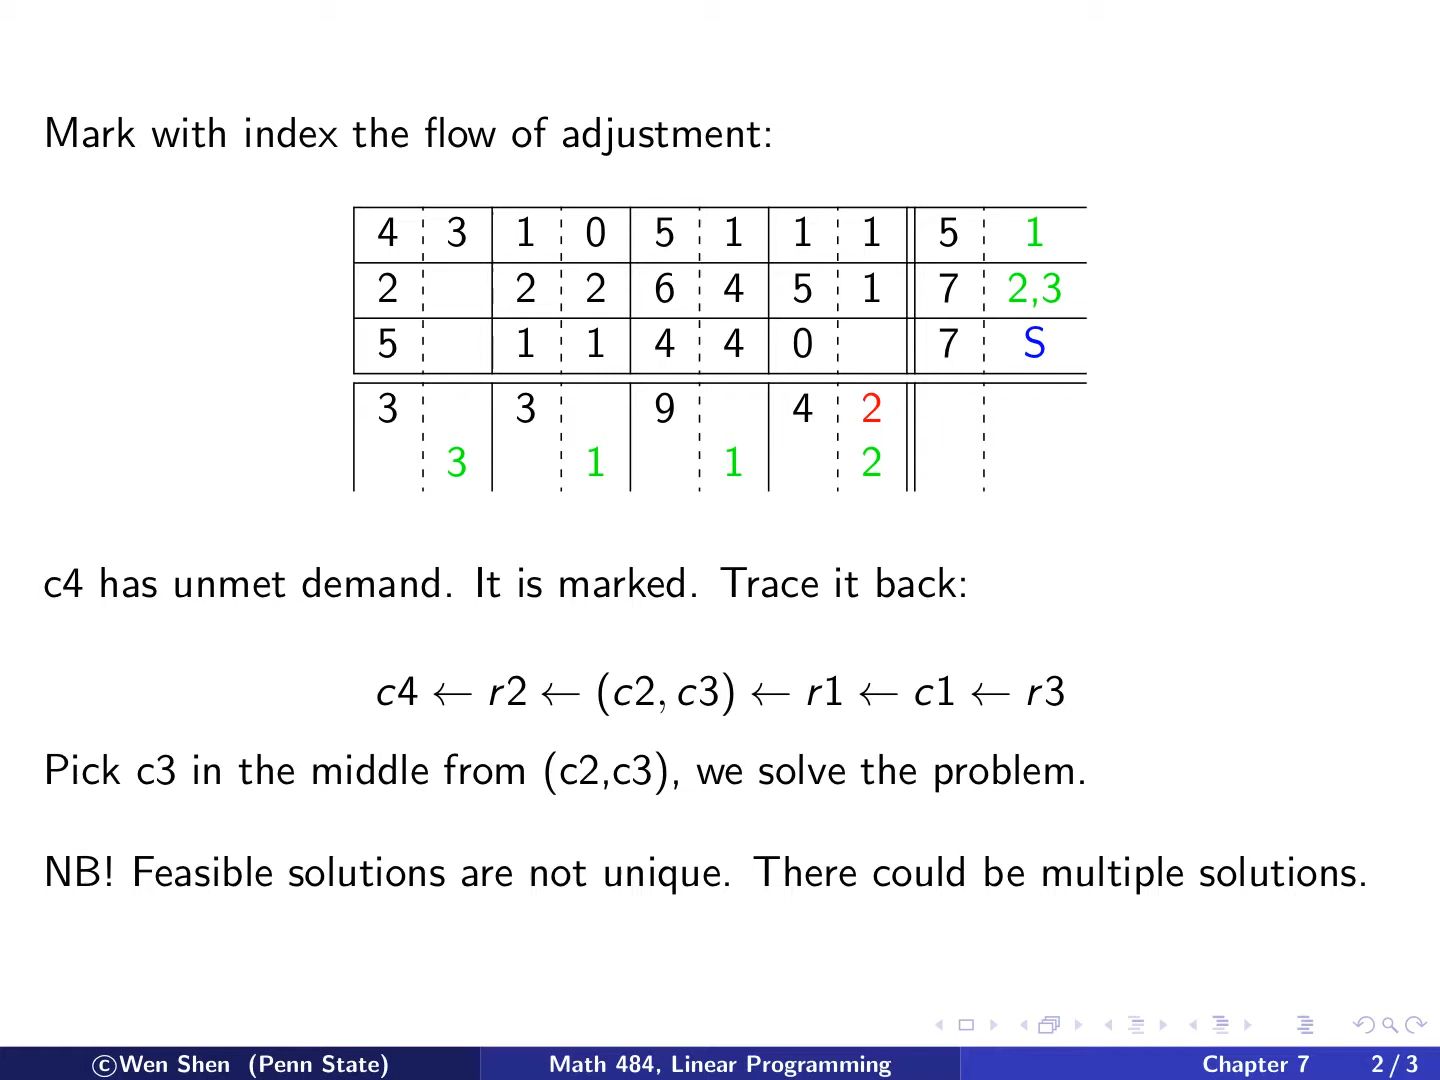 Mark with index the flow of adjustment:
4 3 1 0 5 1 1 1 5 1
2 2 2 6 4 5 1 7 2,3
5 1 1 4 4 0 7 S
3 3 9 4 2
3 1 1 2
c4 has unmet demand. It is marked. Trace it back:
c4 ← r2 ← (c2, c3) ← r1 ← c1 ← r3
Pick c3 in the middle from (c2,c3), we solve the problem.
NB! Feasible solutions are not unique. There could be multiple solutions.
©Wen Shen (Penn State) Math 484, Linear Programming Chapter 7 2 / 3